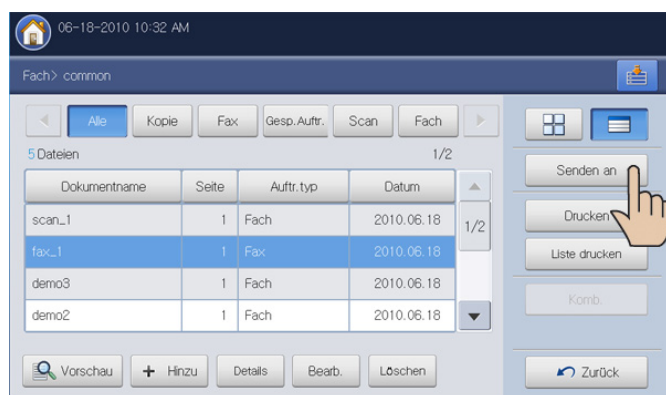 06-18-2010 10:32 AM
Fach> common
Alle Kopie Fax Gesp.Auftr. Scan Fach
5 Dateien 1/2
Dokumentname Seite Auftr.typ Datum
scan_1 1 Fach 2010.06.18
1/2
fax_1 1 Fax 2010.06.18
demo3 1 Fach 2010.06.18
demo2 1 Fach 2010.06.18
Vorschau + Hinzu Details Bearb. Löschen
Senden an
Drucken
Liste drucken
Komb.
Zurück